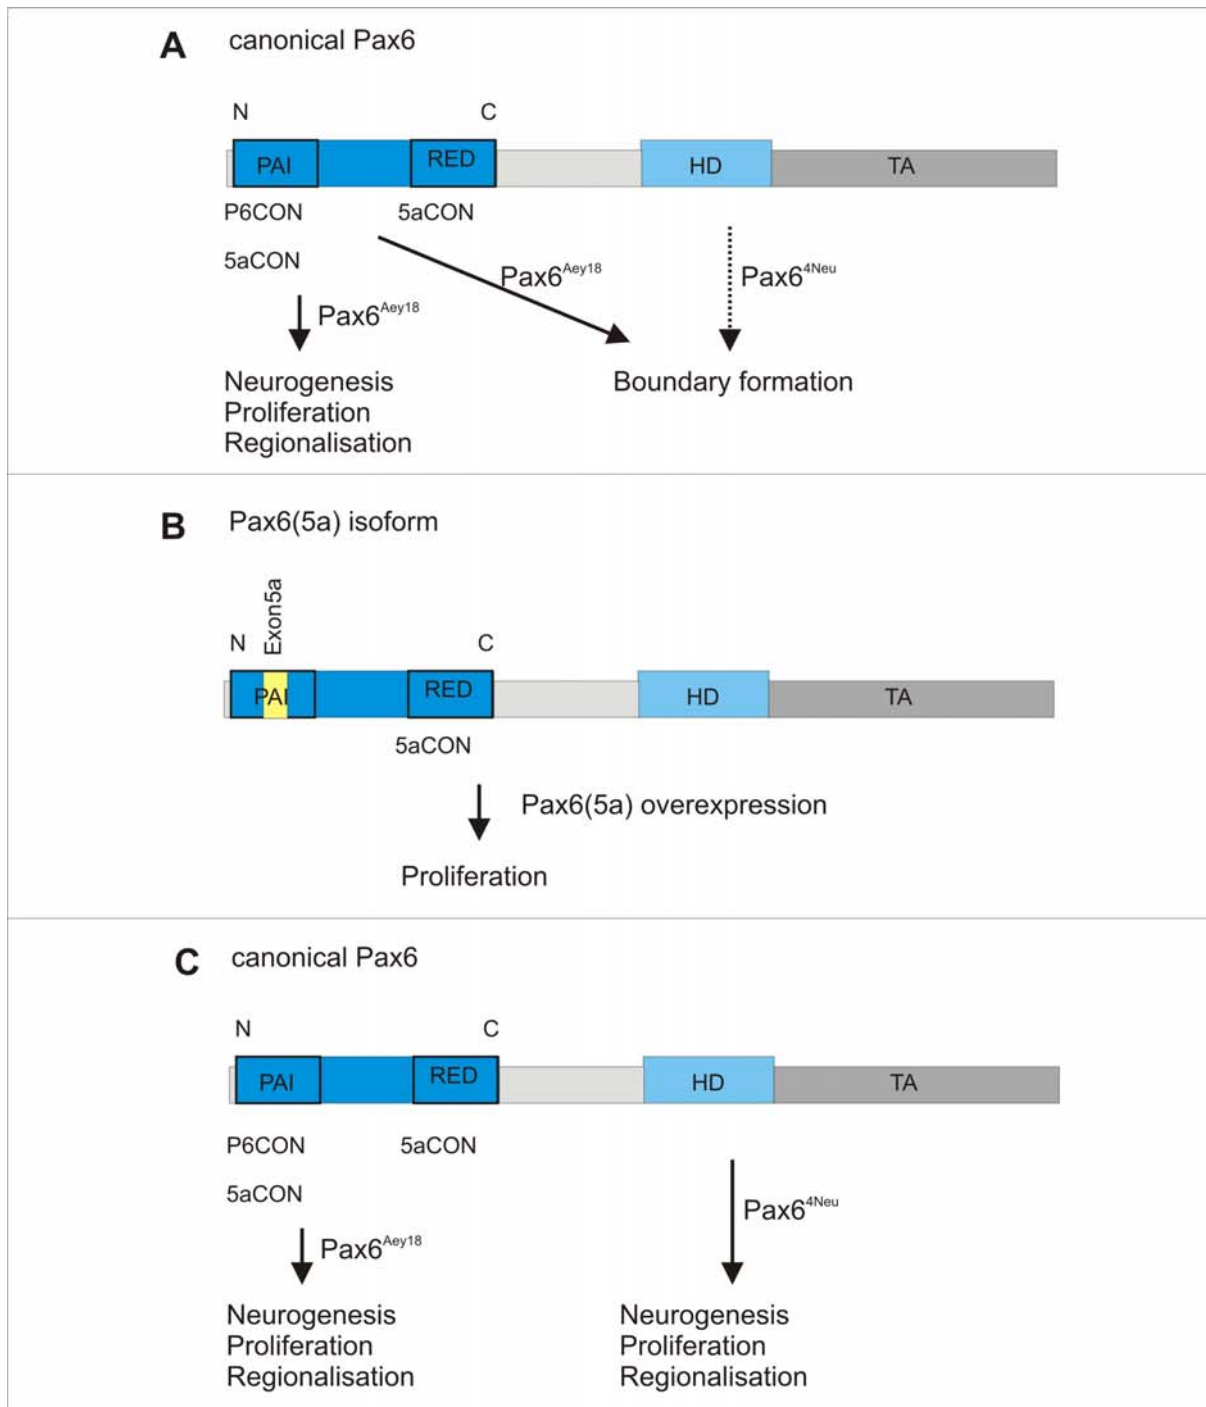 A canonical Pax6
N C
PAI RED HD TA
P6CON 5aCON
5aCON
Pax6Aey18 Pax64Neu
Pax6Aey18
Neurogenesis Boundary formation
Proliferation
Regionalisation
B Pax6(5a) isoform
Exon5a
N C
PAI RED HD TA
5aCON
Pax6(5a) overexpression
Proliferation
C canonical Pax6
N C
PAI RED HD TA
P6CON 5aCON
5aCON
Pax64Neu
Pax6Aey18
Neurogenesis Neurogenesis
Proliferation Proliferation
Regionalisation Regionalisation